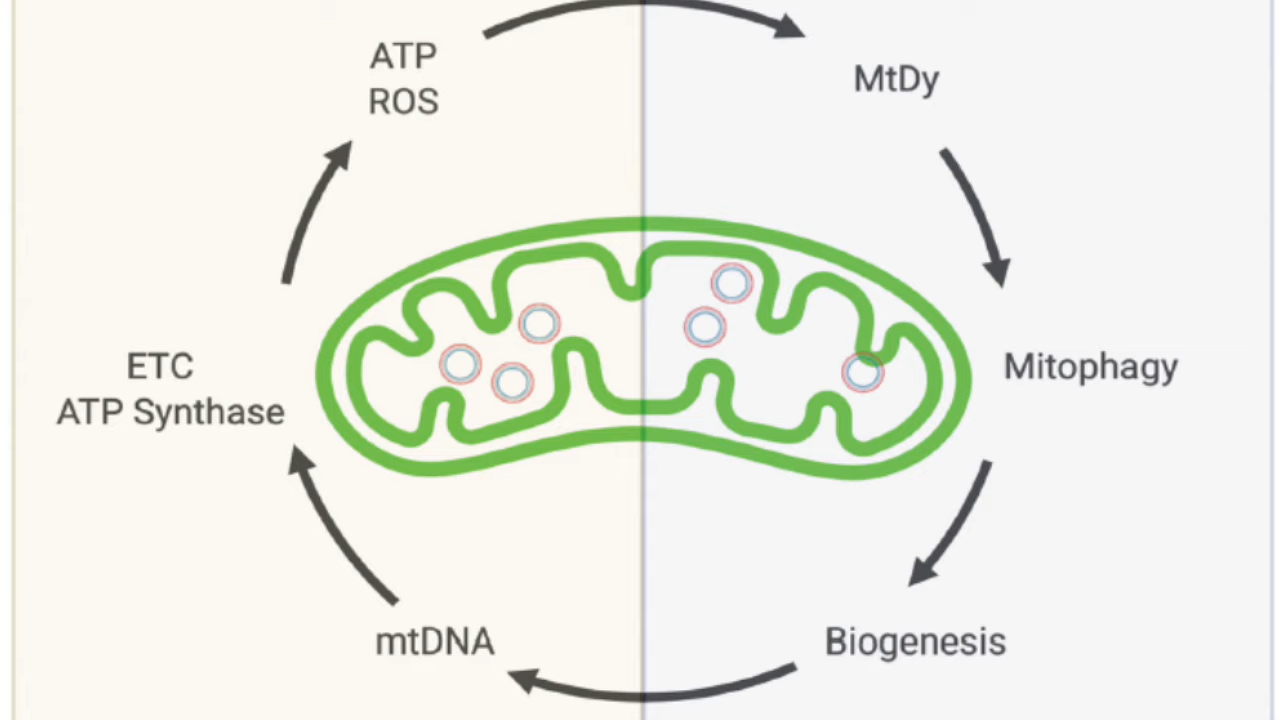 ATP
ROS
MtDy
ETC
ATP Synthase
Mitophagy
mtDNA
Biogenesis